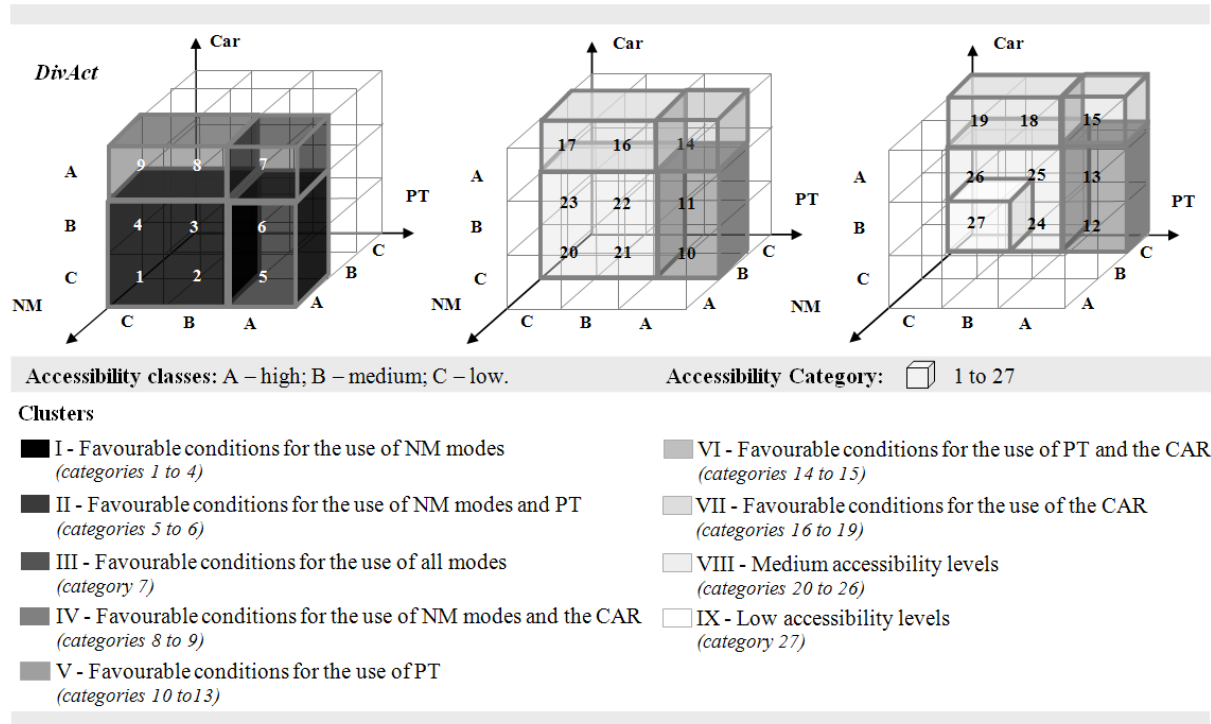 DivAct
Car
Car
Car
9 8 7
4 3 6
1 2 5
A
B
C
NM
C B A
A
B
C
PT
17 16 14
23 22 11
20 21 10
A
B
C
NM
C B A
A
B
C
PT
19 18 15
26 25 13
27 24 12
A
B
C
NM
C B A
A
B
C
PT
Accessibility classes: A – high; B – medium; C – low.
Accessibility Category: 1 to 27
Clusters
I - Favourable conditions for the use of NM modes
(categories 1 to 4)
II - Favourable conditions for the use of NM modes and PT
(categories 5 to 6)
III - Favourable conditions for the use of all modes
(category 7)
IV - Favourable conditions for the use of NM modes and the CAR
(categories 8 to 9)
V - Favourable conditions for the use of PT
(categories 10 to13)
VI - Favourable conditions for the use of PT and the CAR
(categories 14 to 15)
VII - Favourable conditions for the use of the CAR
(categories 16 to 19)
VIII - Medium accessibility levels
(categories 20 to 26)
IX - Low accessibility levels
(category 27)